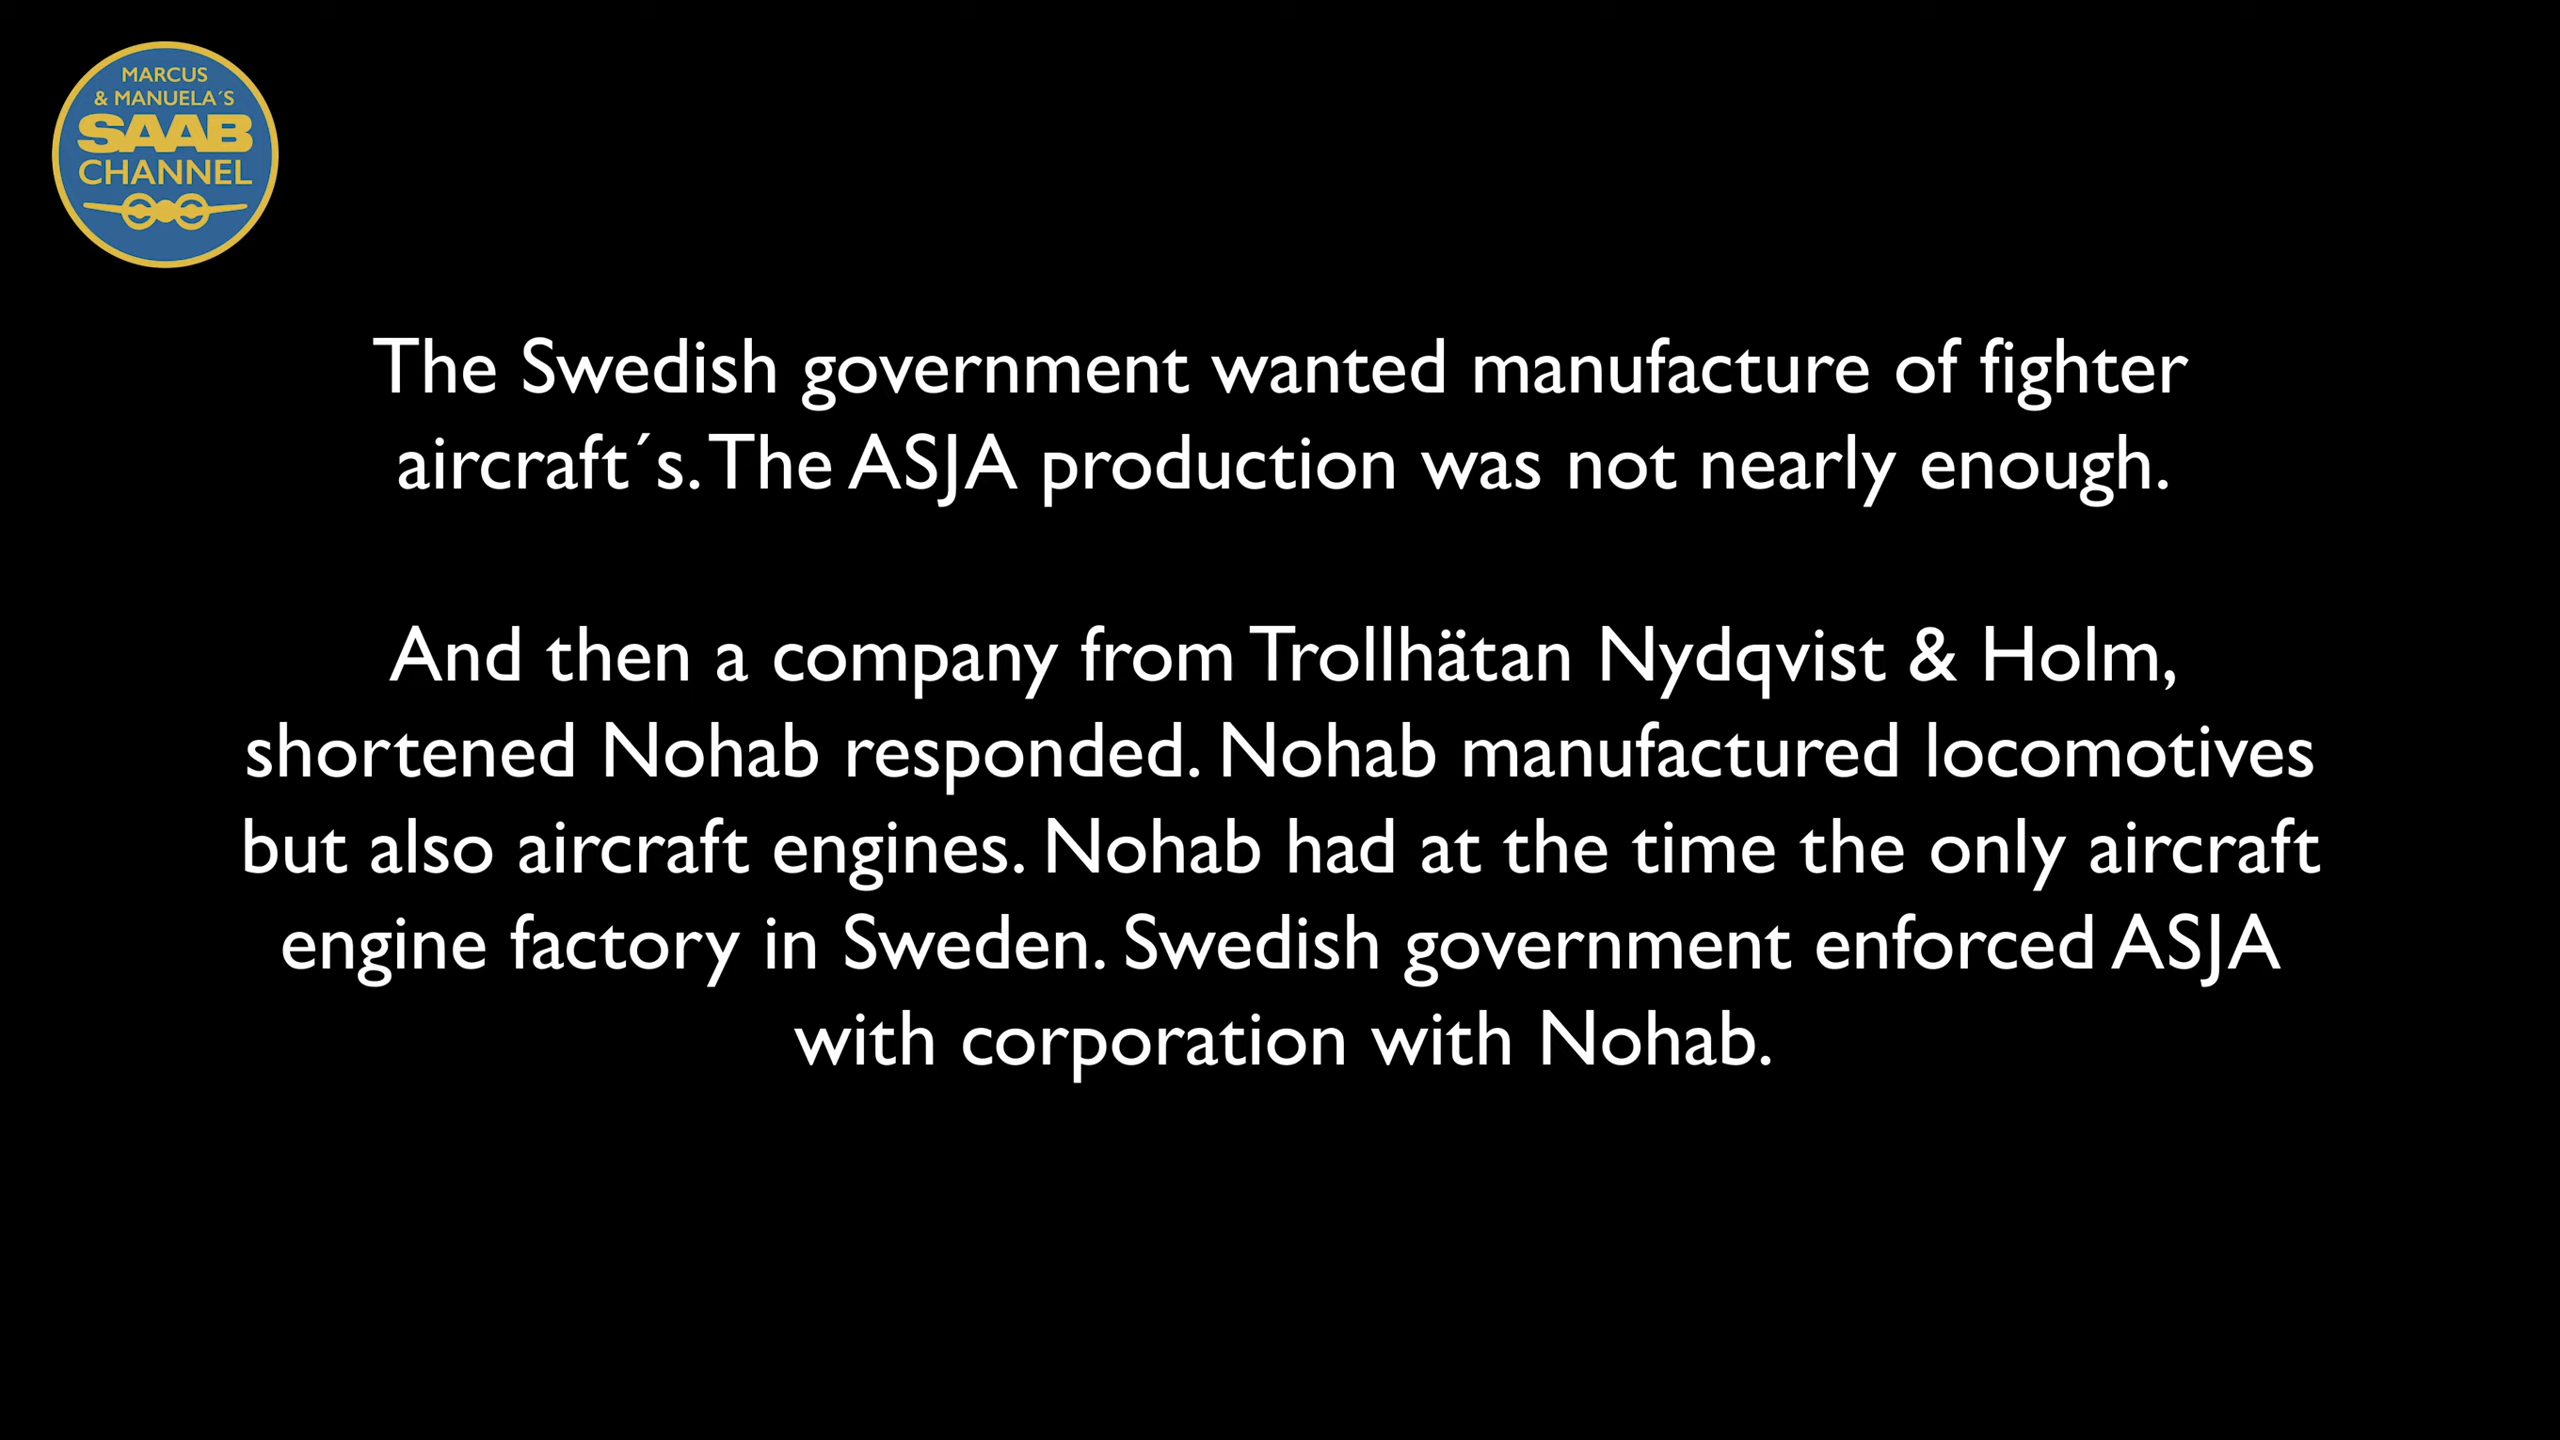 MARCUS
& MANUELA´S
SAAB
CHANNEL
The Swedish government wanted manufacture of fighter
aircraft´s. The ASJA production was not nearly enough.
And then a company from Trollhätan Nydqvist & Holm,
shortened Nohab responded. Nohab manufactured locomotives
but also aircraft engines. Nohab had at the time the only aircraft
engine factory in Sweden. Swedish government enforced ASJA
with corporation with Nohab.